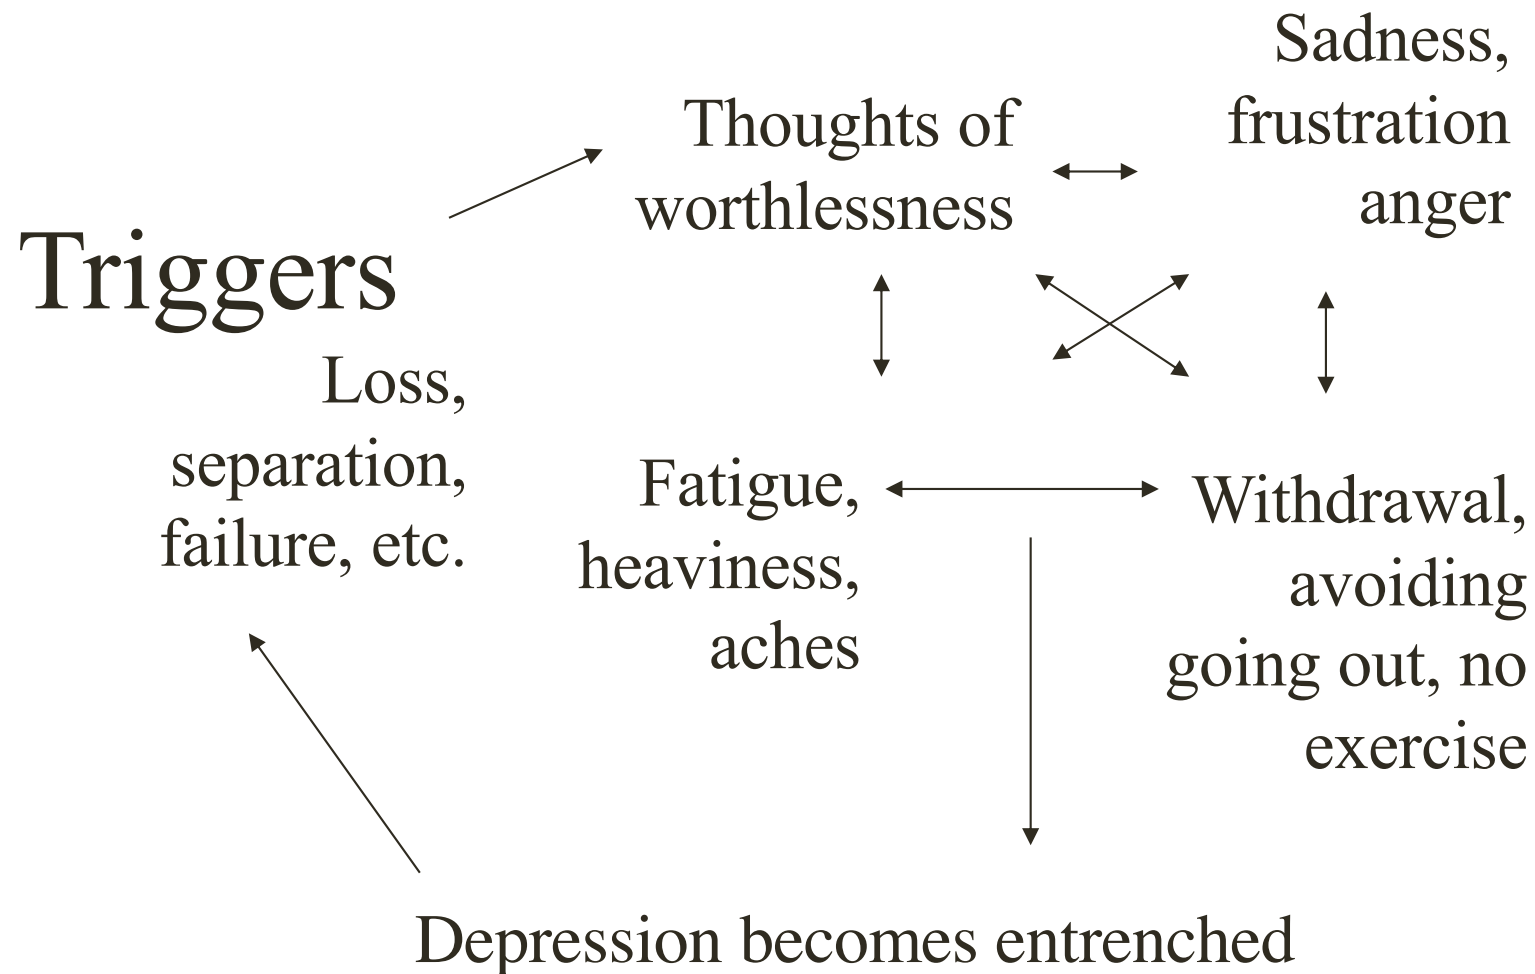 Triggers
Loss,
separation,
failure, etc.
Thoughts of
worthlessness
Sadness,
frustration
anger
Fatigue,
heaviness,
aches
Withdrawal,
avoiding
going out, no
exercise
Depression becomes entrenched